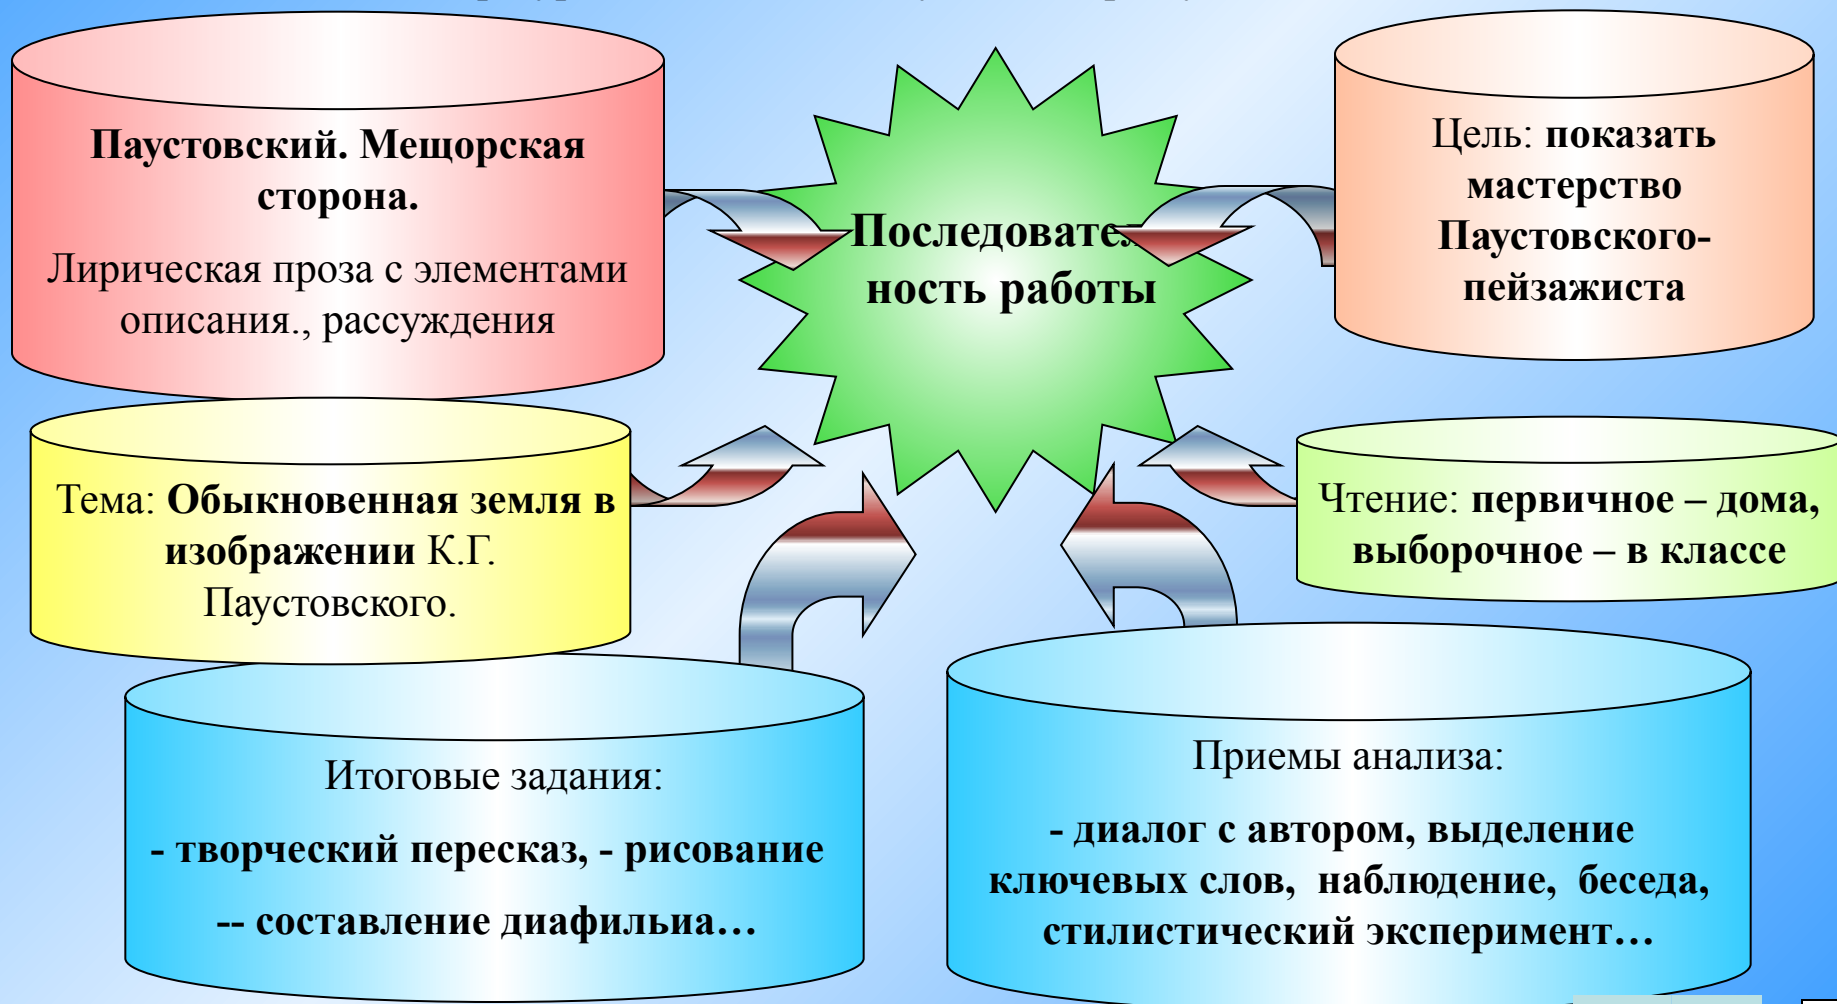 Паустовский. Мещорская
сторона.
Лирическая проза с элементами
описания., рассуждения
Последовател
ность работы
Цель: показать
мастерство
Паустовского-
пейзажиста
Тема: Обыкновенная земля в
изображении К.Г.
Паустовского.
Чтение: первичное – дома,
выборочное – в классе
Итоговые задания:
- творческий пересказ, - рисование
-- составление диафильиа…
Приемы анализа:
- диалог с автором, выделение
ключевых слов, наблюдение, беседа,
стилистический эксперимент…